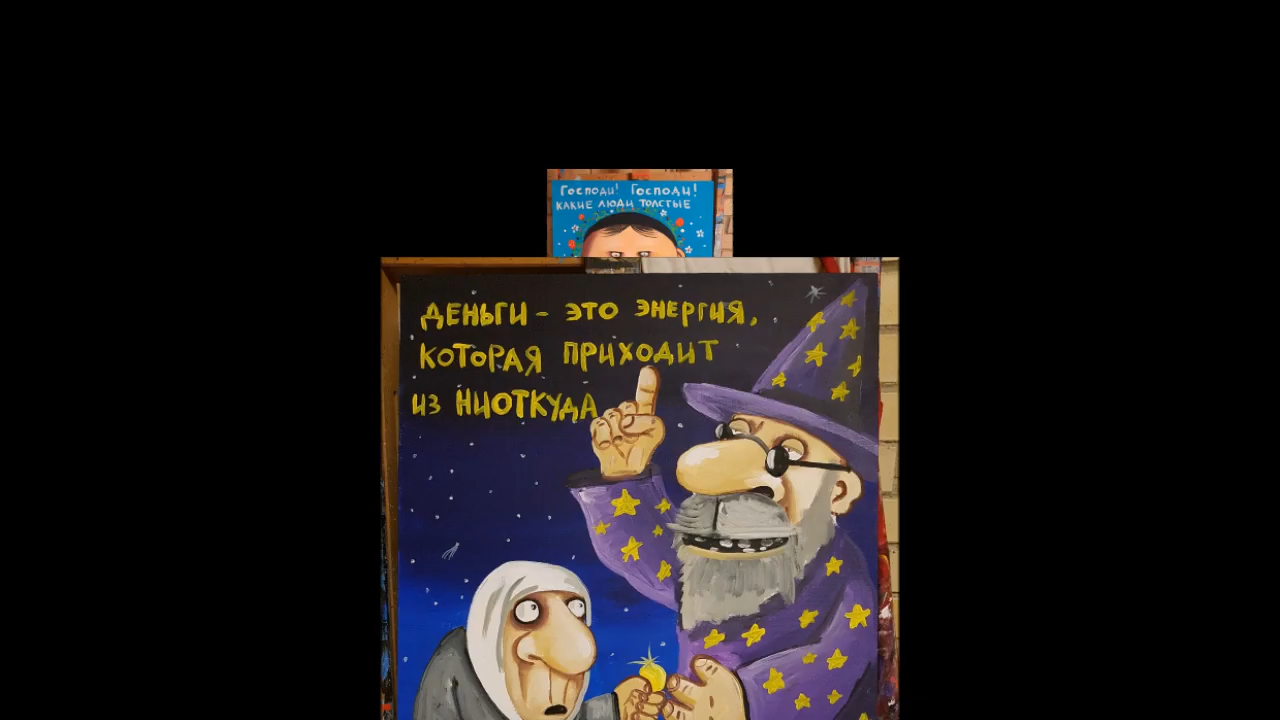 Господи! Господи!
какие люди толстые
Деньги - это энергия,
которая приходит
из ниоткуда